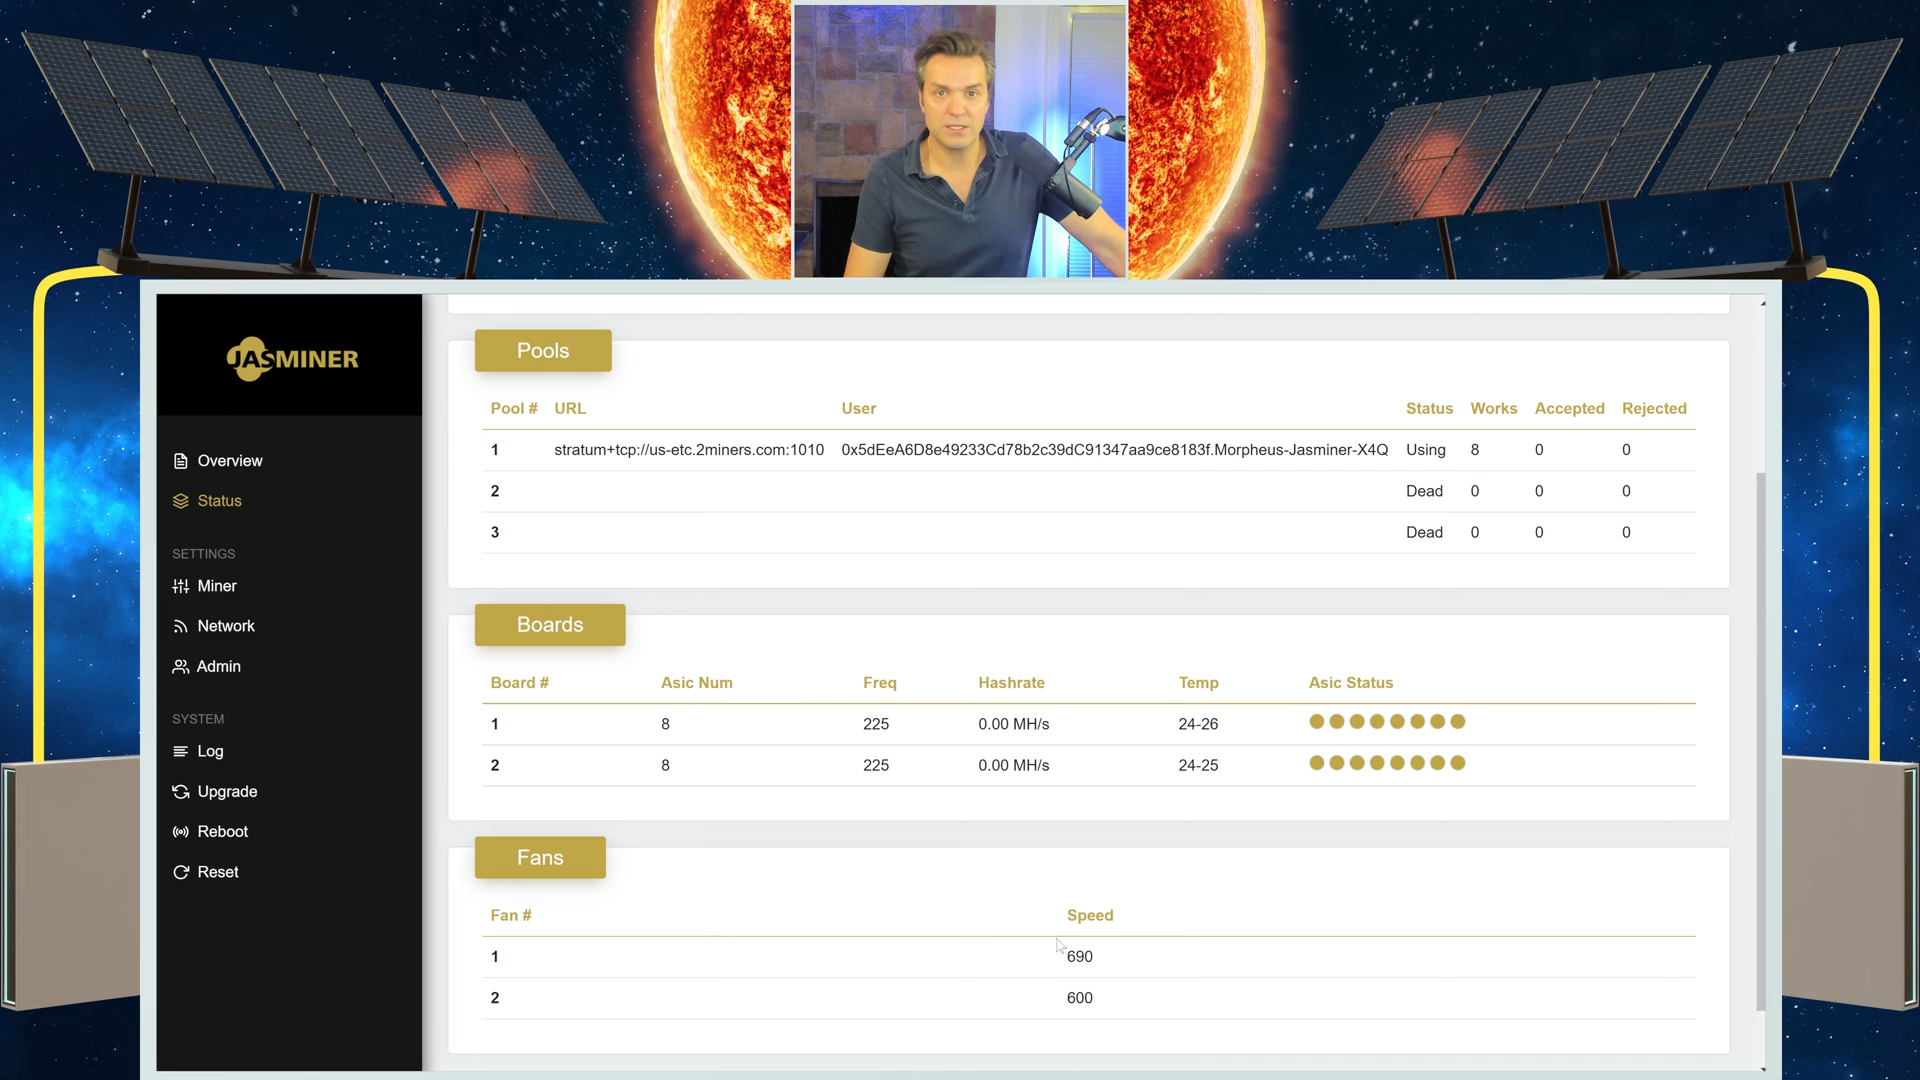 JASMINER
Overview
Status
SETTINGS
Miner
Network
Admin
SYSTEM
Log
Upgrade
Reboot
Reset
Pools
Pool # URL User Status Works Accepted Rejected
1 stratum+tcp://us-etc.2miners.com:1010 0x5dEeA6D8e49233Cd78b2c39dC91347aa9ce8183f.Morpheus-Jasminer-X4Q Using 8 0 0
2 Dead 0 0 0
3 Dead 0 0 0
Boards
Board # Asic Num Freq Hashrate Temp Asic Status
1 8 225 0.00 MH/s 24-26
2 8 225 0.00 MH/s 24-25
Fans
Fan # Speed
1 690
2 600